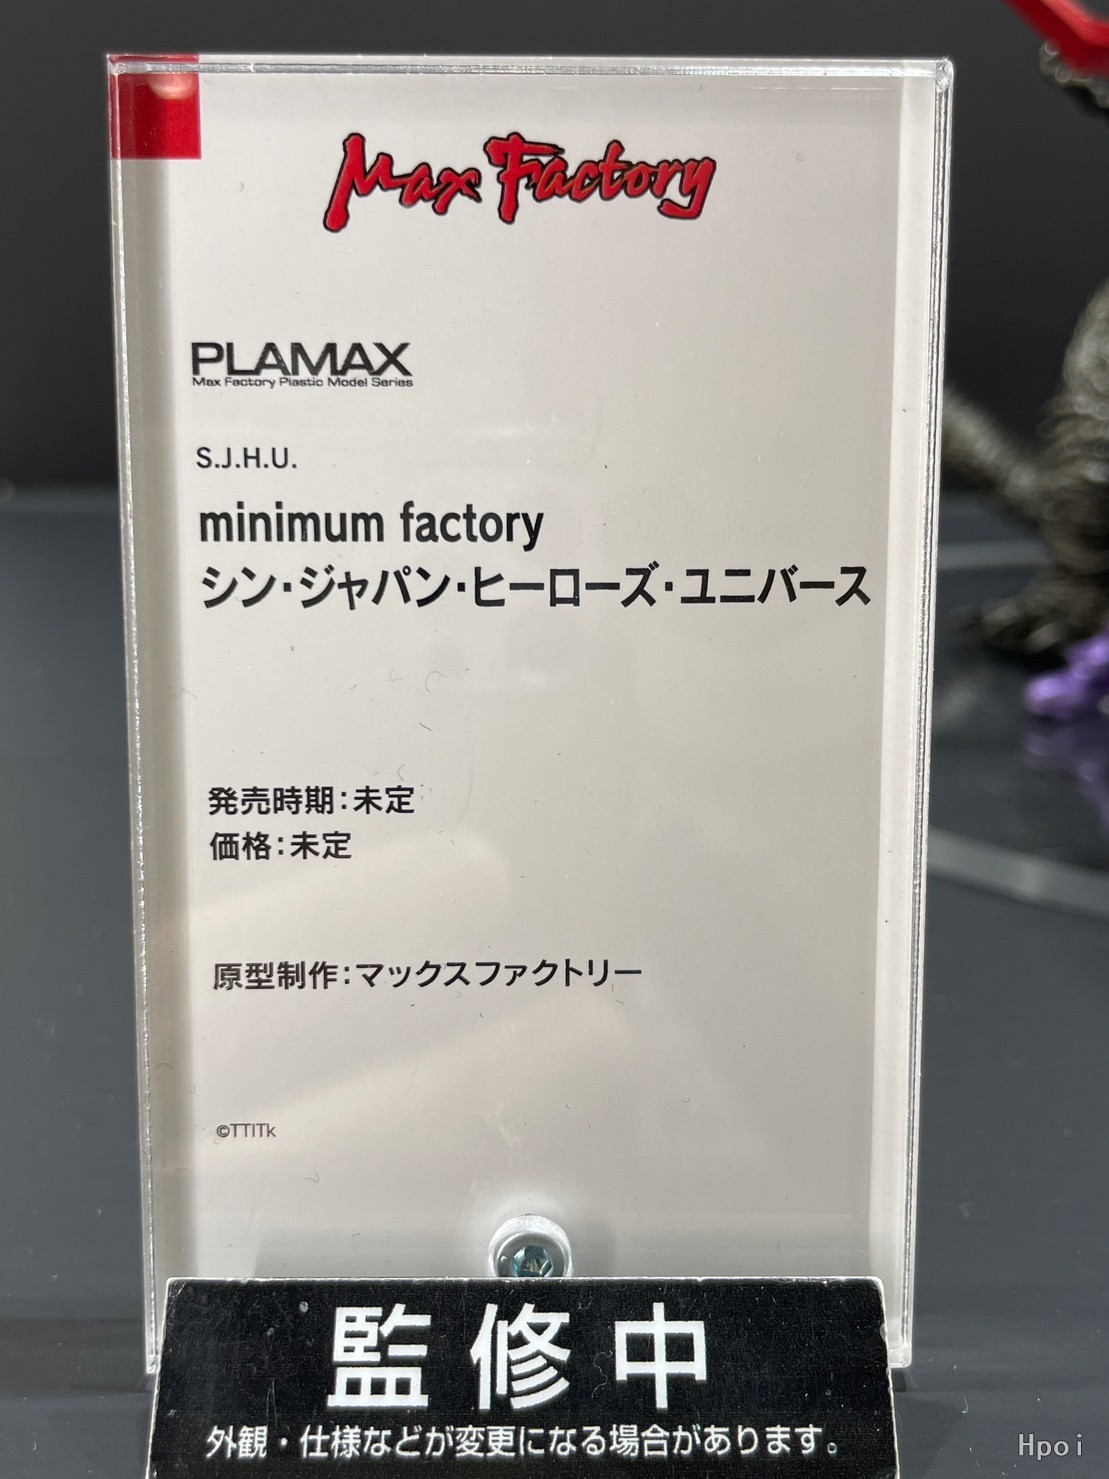 Max Factory
PLAMAX
Max Factory Plastic Model Series
S.J.H.U.
minimum factory
シン・ジャパン・ヒーローズ・ユニバース
発売時期：未定
価格：未定
原型制作：マックスファクトリー
©TTITk
監修中
外観・仕様などが変更になる場合があります。
Hpoi